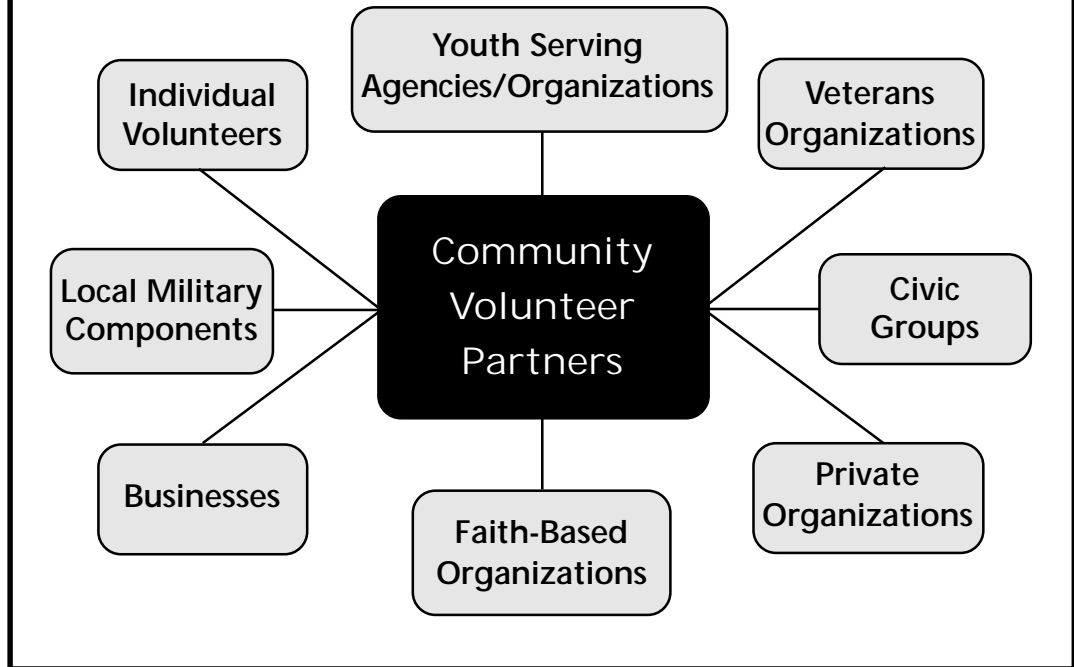 Youth Serving
Agencies/Organizations
Individual
Volunteers
Veterans
Organizations
Community
Volunteer
Partners
Local Military
Components
Civic
Groups
Businesses
Faith-Based
Organizations
Private
Organizations